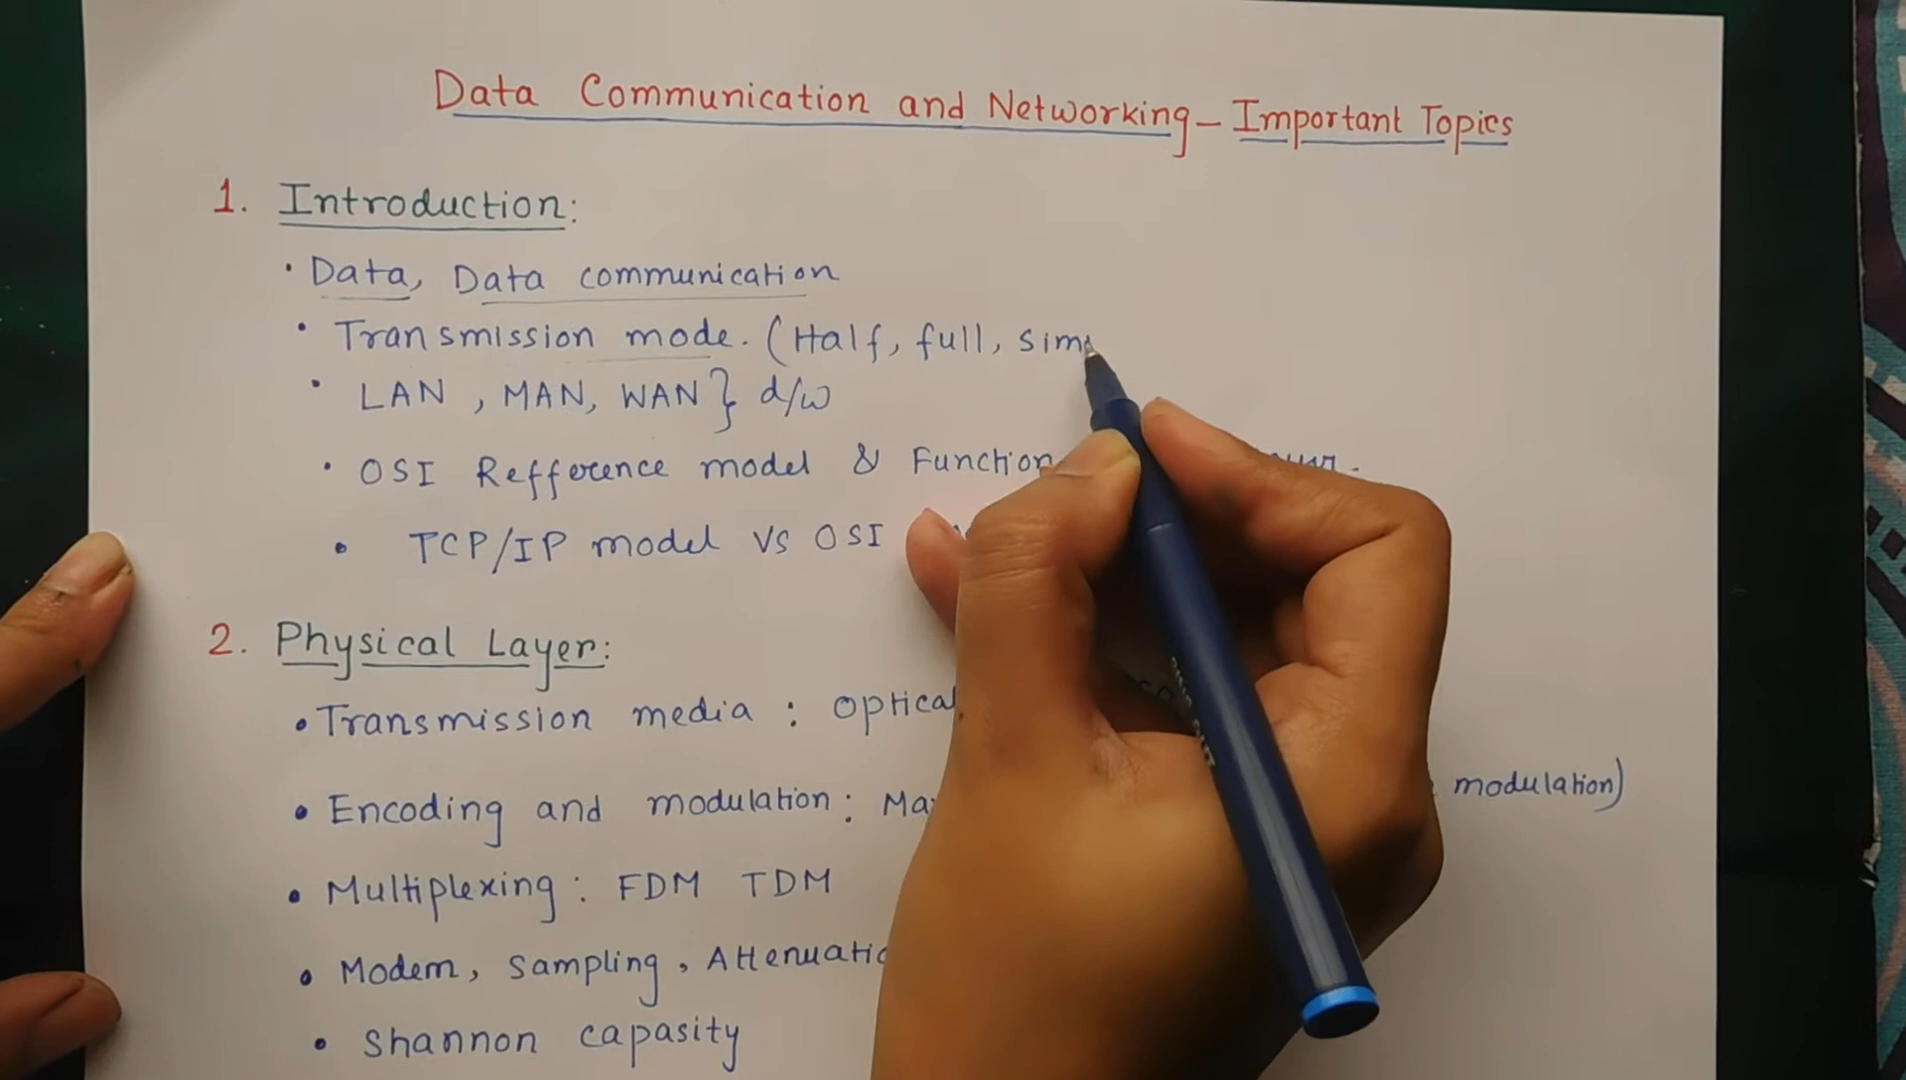 Data Communication and Networking - Important Topics
1. Introduction:
• Data, Data communication
• Transmission mode. (Half, full, sim
• LAN, MAN, WAN } d/w
• OSI Refference model & Function
• TCP/IP model VS OSI
2. Physical Layer:
• Transmission media : Optical
• Encoding and modulation : modulation)
• Multiplexing : FDM TDM
• Modem, Sampling, Attenuatio
• Shannon capasity